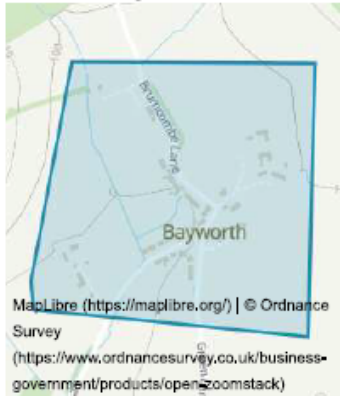 100
Brumcombe Lane
Bayworth
MapLibre (https://maplibre.org/) | © Ordnance
Survey
(https://www.ordnancesurvey.co.uk/business-
government/products/open-zoomstack)